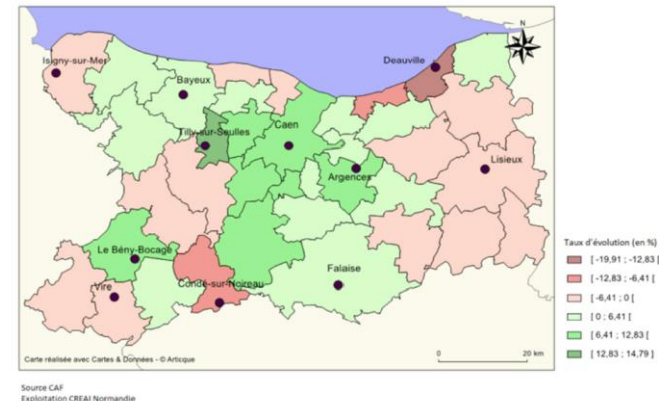 N
Isigny-sur-Mer
Deauville
Bayeux
Tilly-sur-Seulles
Caen
Lisieux
Argences
Le Bény-Bocage
Falaise
Vire
Condé-sur-Noireau
Taux d'évolution (en %)
[ -19,91 ; -12,83 [
[ -12,83 ; -6,41 [
[ -6,41 ; 0 [
[ 0 ; 6,41 [
[ 6,41 ; 12,83 [
[ 12,83 ; 14,79 ]
Carte réalisée avec Cartes & Données - © Articque
0 20 km
Source CAF
Exploitation CREAI Normandie